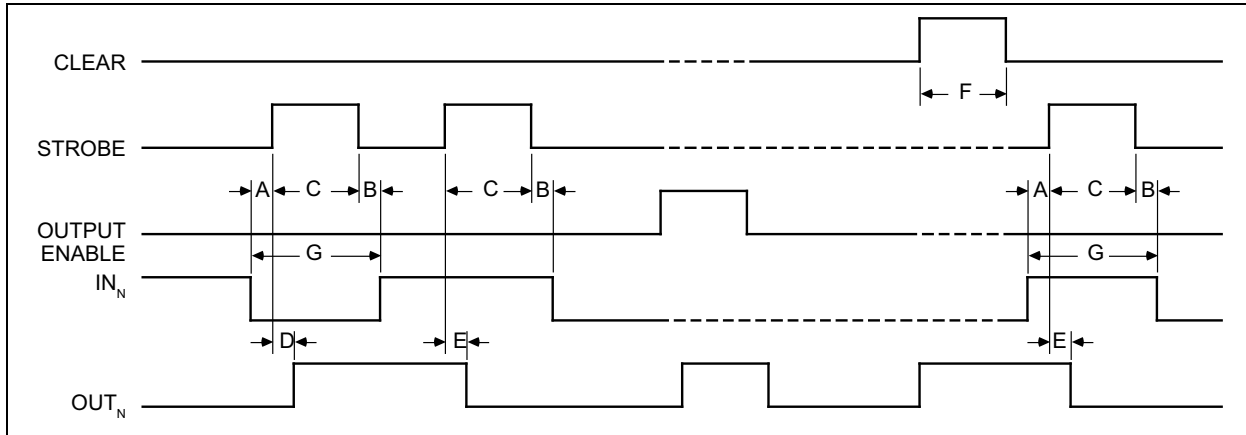 CLEAR
F
STROBE
A C B C B A C B
OUTPUT
ENABLE
G G
IN_N
D E E
OUT_N